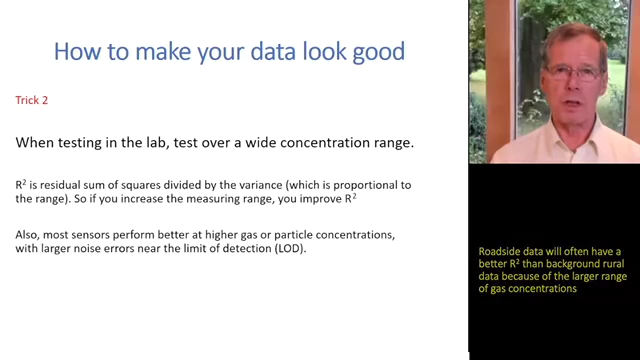 How to make your data look good
Trick 2
When testing in the lab, test over a wide concentration range.
R² is residual sum of squares divided by the variance (which is proportional to
the range). So if you increase the measuring range, you improve R²
Also, most sensors perform better at higher gas or particle concentrations,
with larger noise errors near the limit of detection (LOD).
Roadside data will often have a
better R² than background rural
data because of the larger range
of gas concentrations